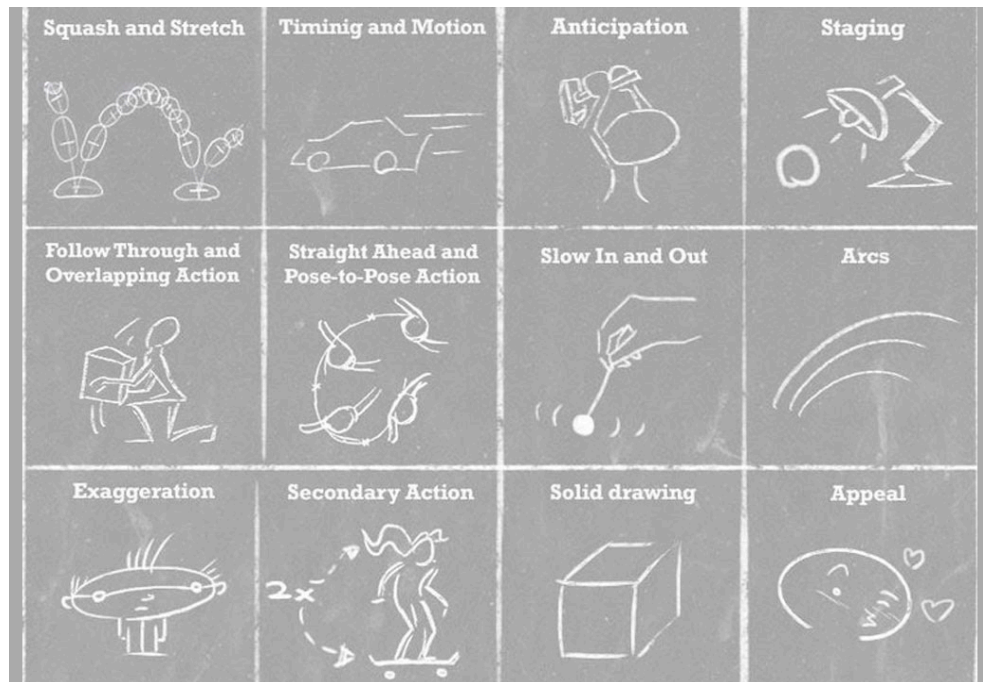 Squash and Stretch
Timinig and Motion
Anticipation
Staging
Follow Through and
Overlapping Action
Straight Ahead and
Pose-to-Pose Action
Slow In and Out
Arcs
Exaggeration
Secondary Action
Solid drawing
Appeal
2x